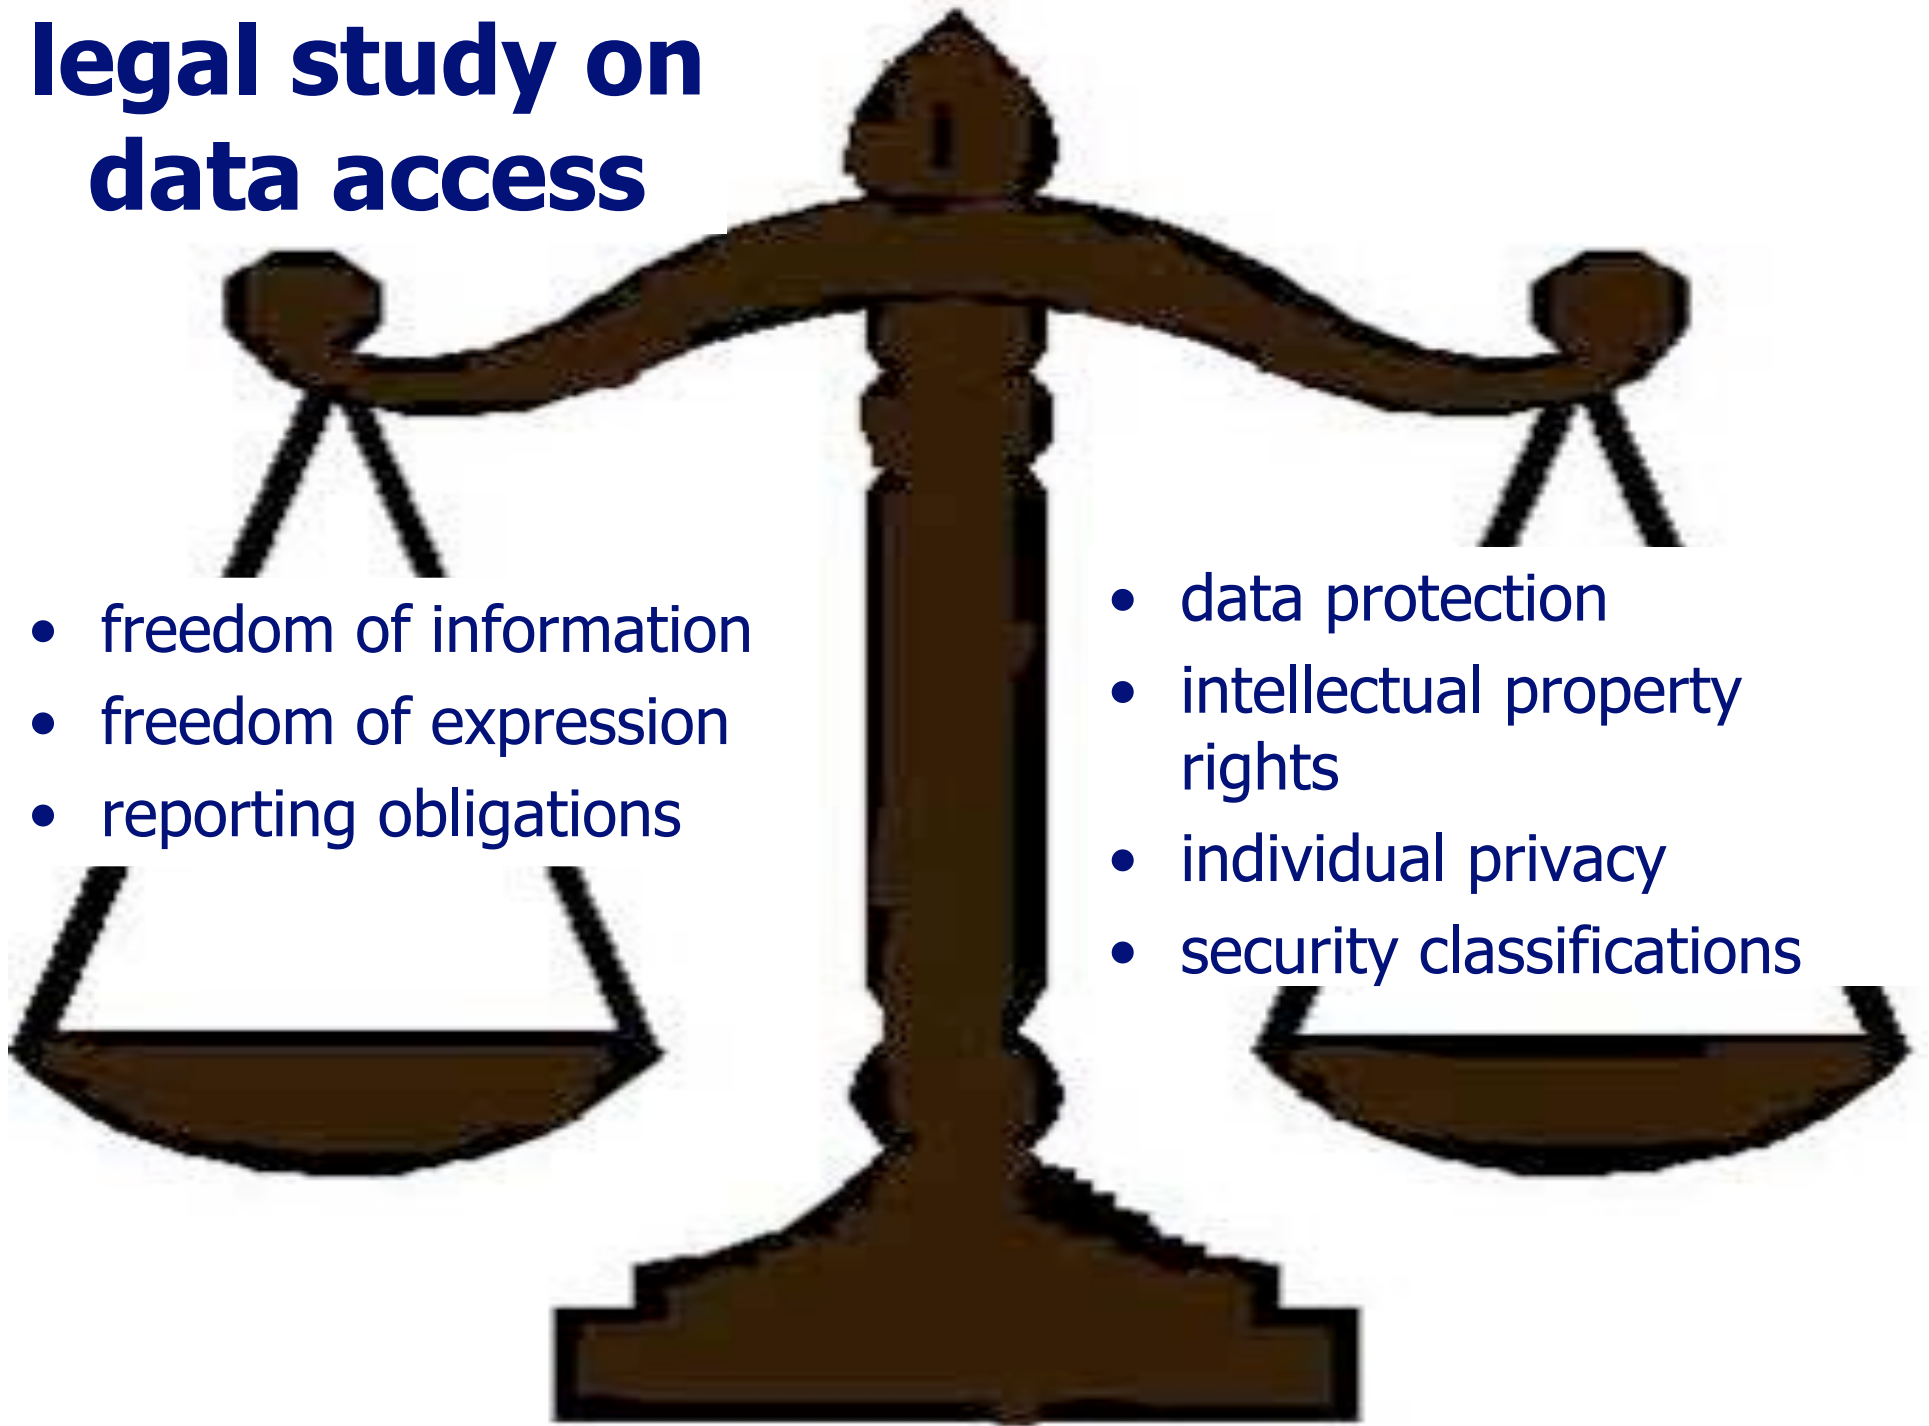 legal study on
data access
• freedom of information
• freedom of expression
• reporting obligations
• data protection
• intellectual property
rights
• individual privacy
• security classifications